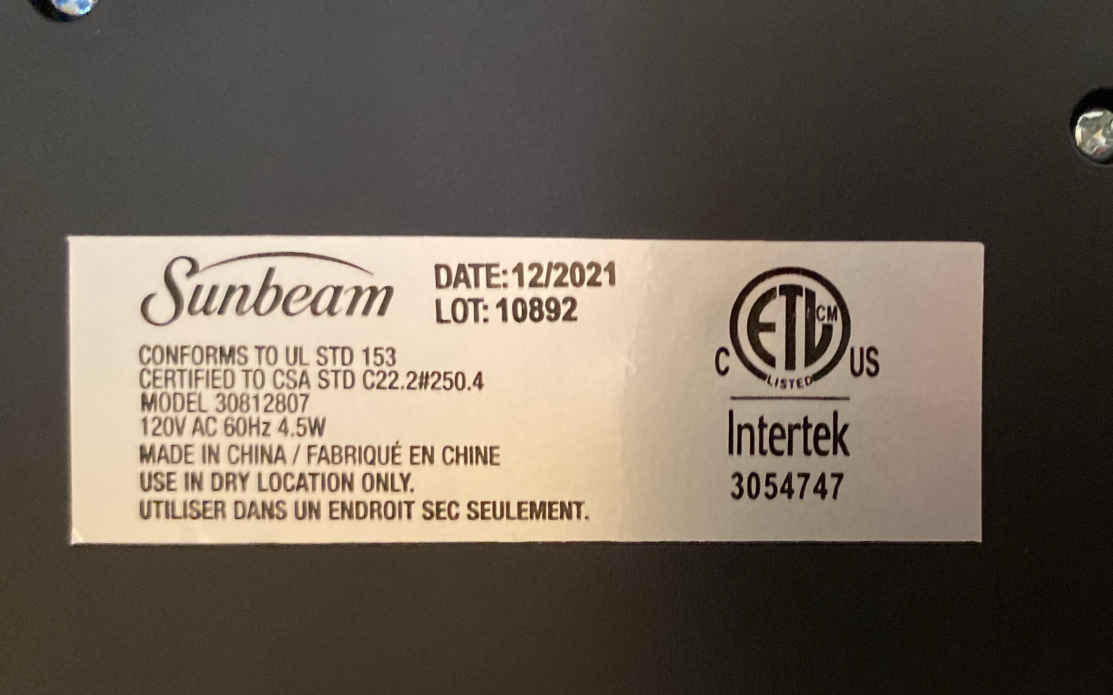 Sunbeam
DATE: 12/2021
LOT: 10892
CONFORMS TO UL STD 153
CERTIFIED TO CSA STD C22.2#250.4
MODEL 30812807
120V AC 60Hz 4.5W
MADE IN CHINA / FABRIQUÉ EN CHINE
USE IN DRY LOCATION ONLY.
UTILISER DANS UN ENDROIT SEC SEULEMENT.
ETL CM
C US
LISTED
Intertek
3054747